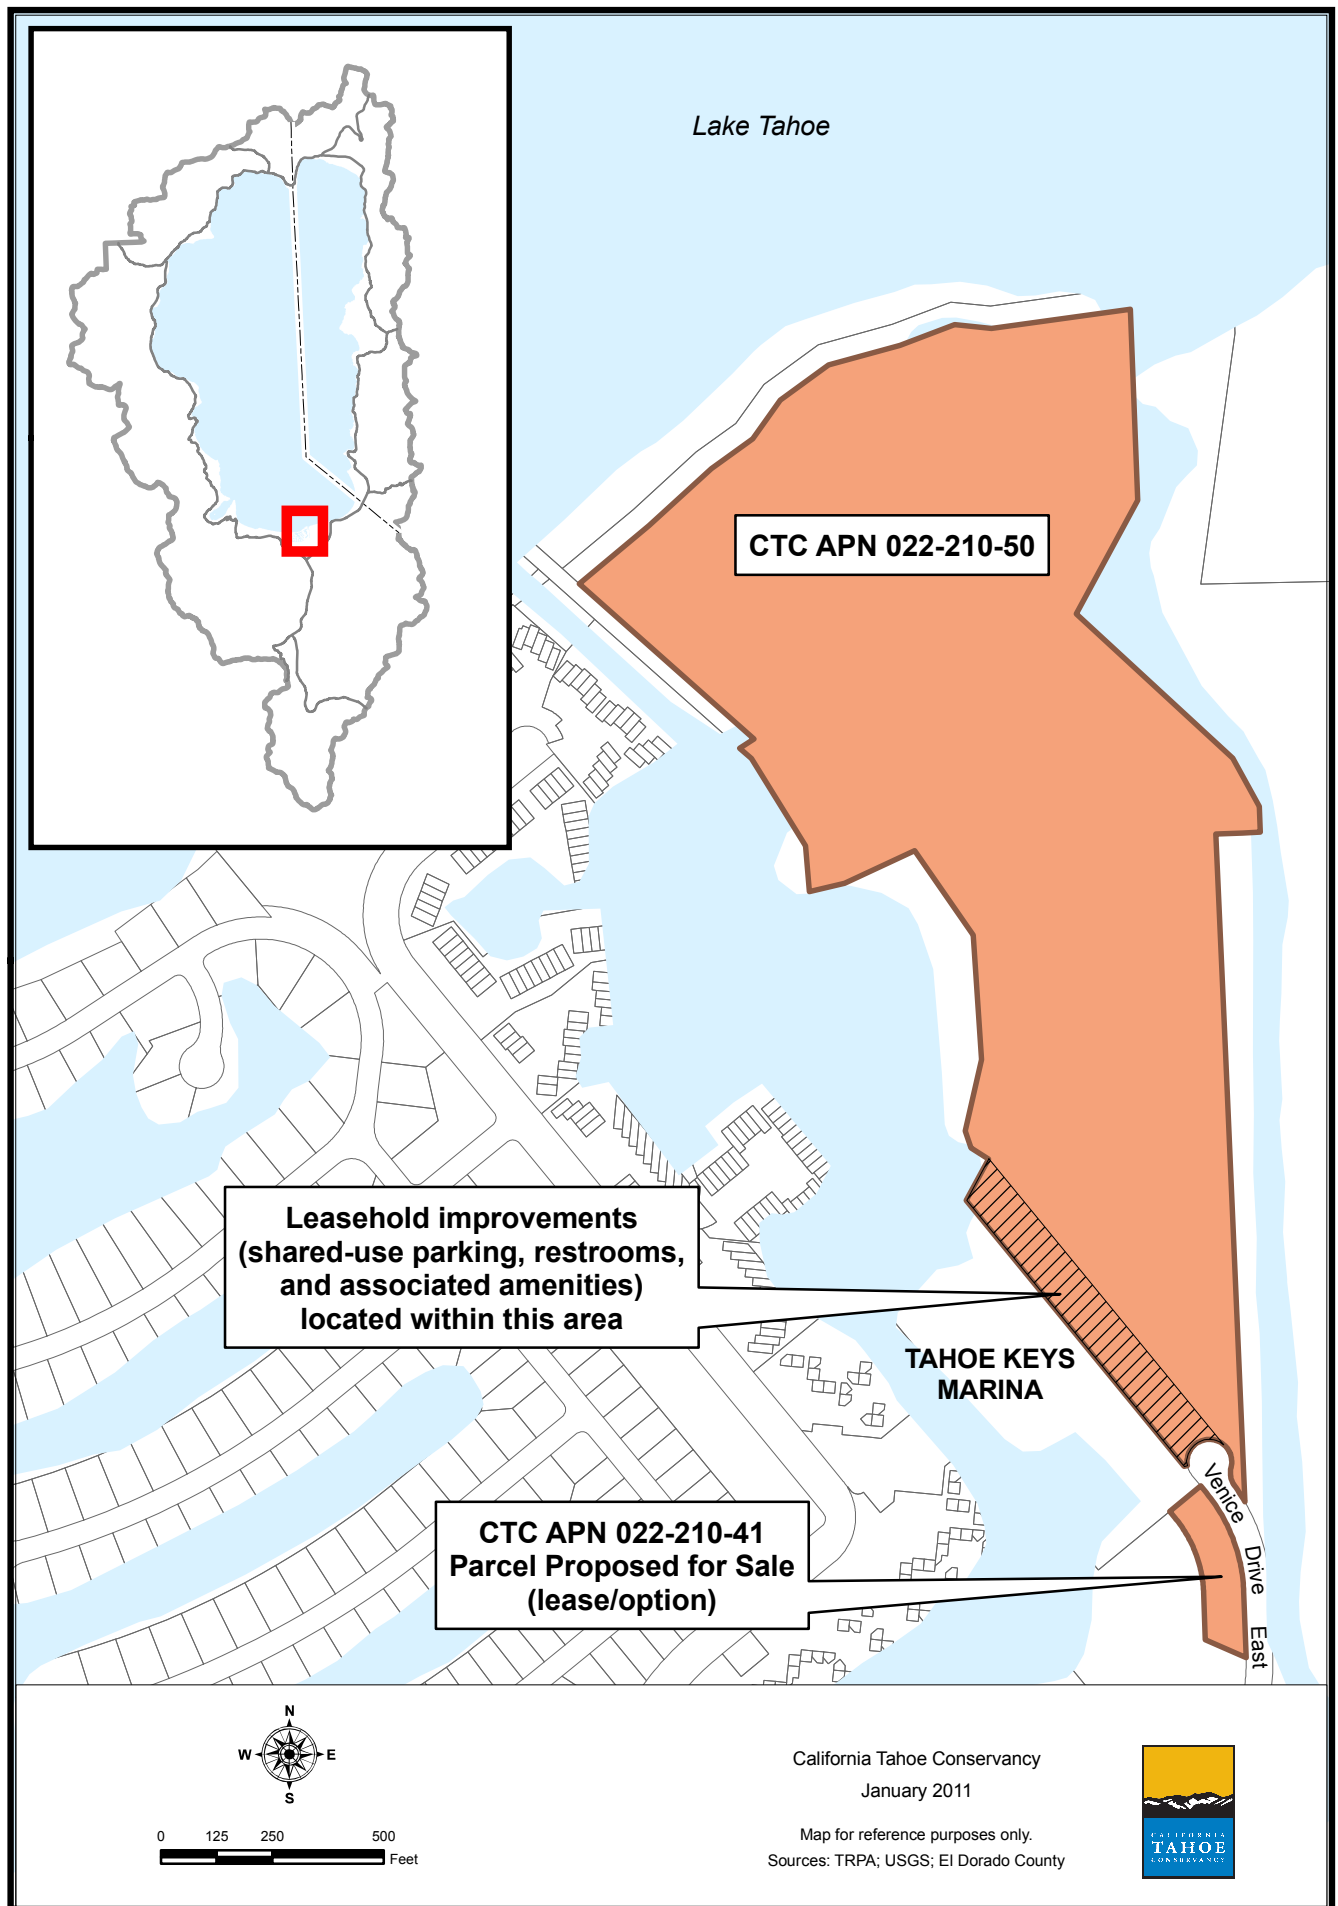 Lake Tahoe
CTC APN 022-210-50
Leasehold improvements
(shared-use parking, restrooms,
and associated amenities)
located within this area
TAHOE KEYS
MARINA
CTC APN 022-210-41
Parcel Proposed for Sale
(lease/option)
Venice
Drive
East
N
W
E
S
0 125 250 500
Feet
California Tahoe Conservancy
January 2011
Map for reference purposes only.
Sources: TRPA; USGS; El Dorado County
CALIFORNIA
TAHOE
CONSERVANCY